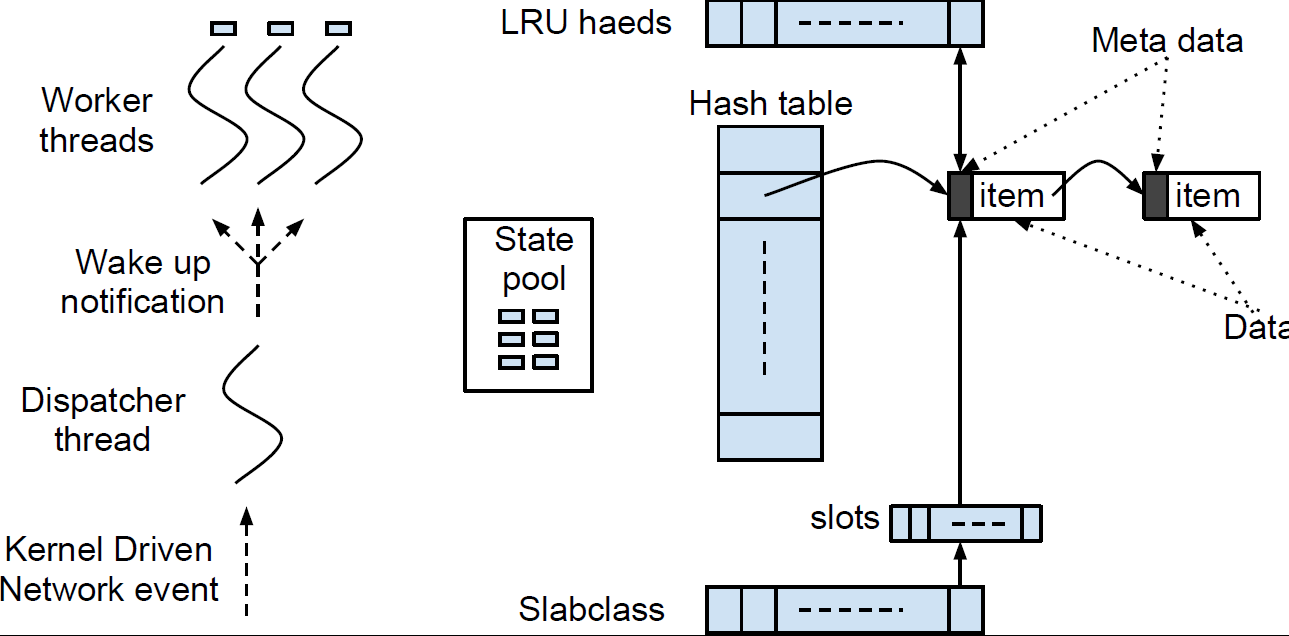 LRU haeds
Meta data
Worker
threads
Hash table
item
item
State
pool
Wake up
notification
Data
Dispatcher
thread
slots
Kernel Driven
Network event
Slabclass